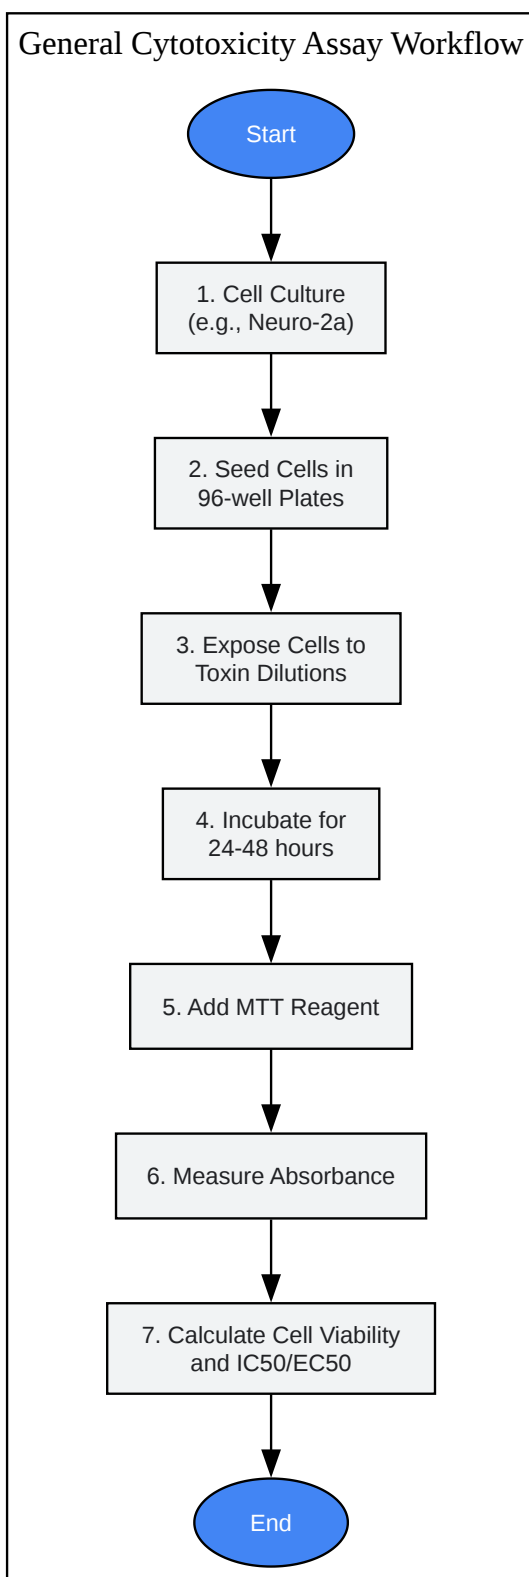 General Cytotoxicity Assay Workflow
Start
1. Cell Culture
(e.g., Neuro-2a)
2. Seed Cells in
96-well Plates
3. Expose Cells to
Toxin Dilutions
4. Incubate for
24-48 hours
5. Add MTT Reagent
6. Measure Absorbance
7. Calculate Cell Viability
and IC50/EC50
End